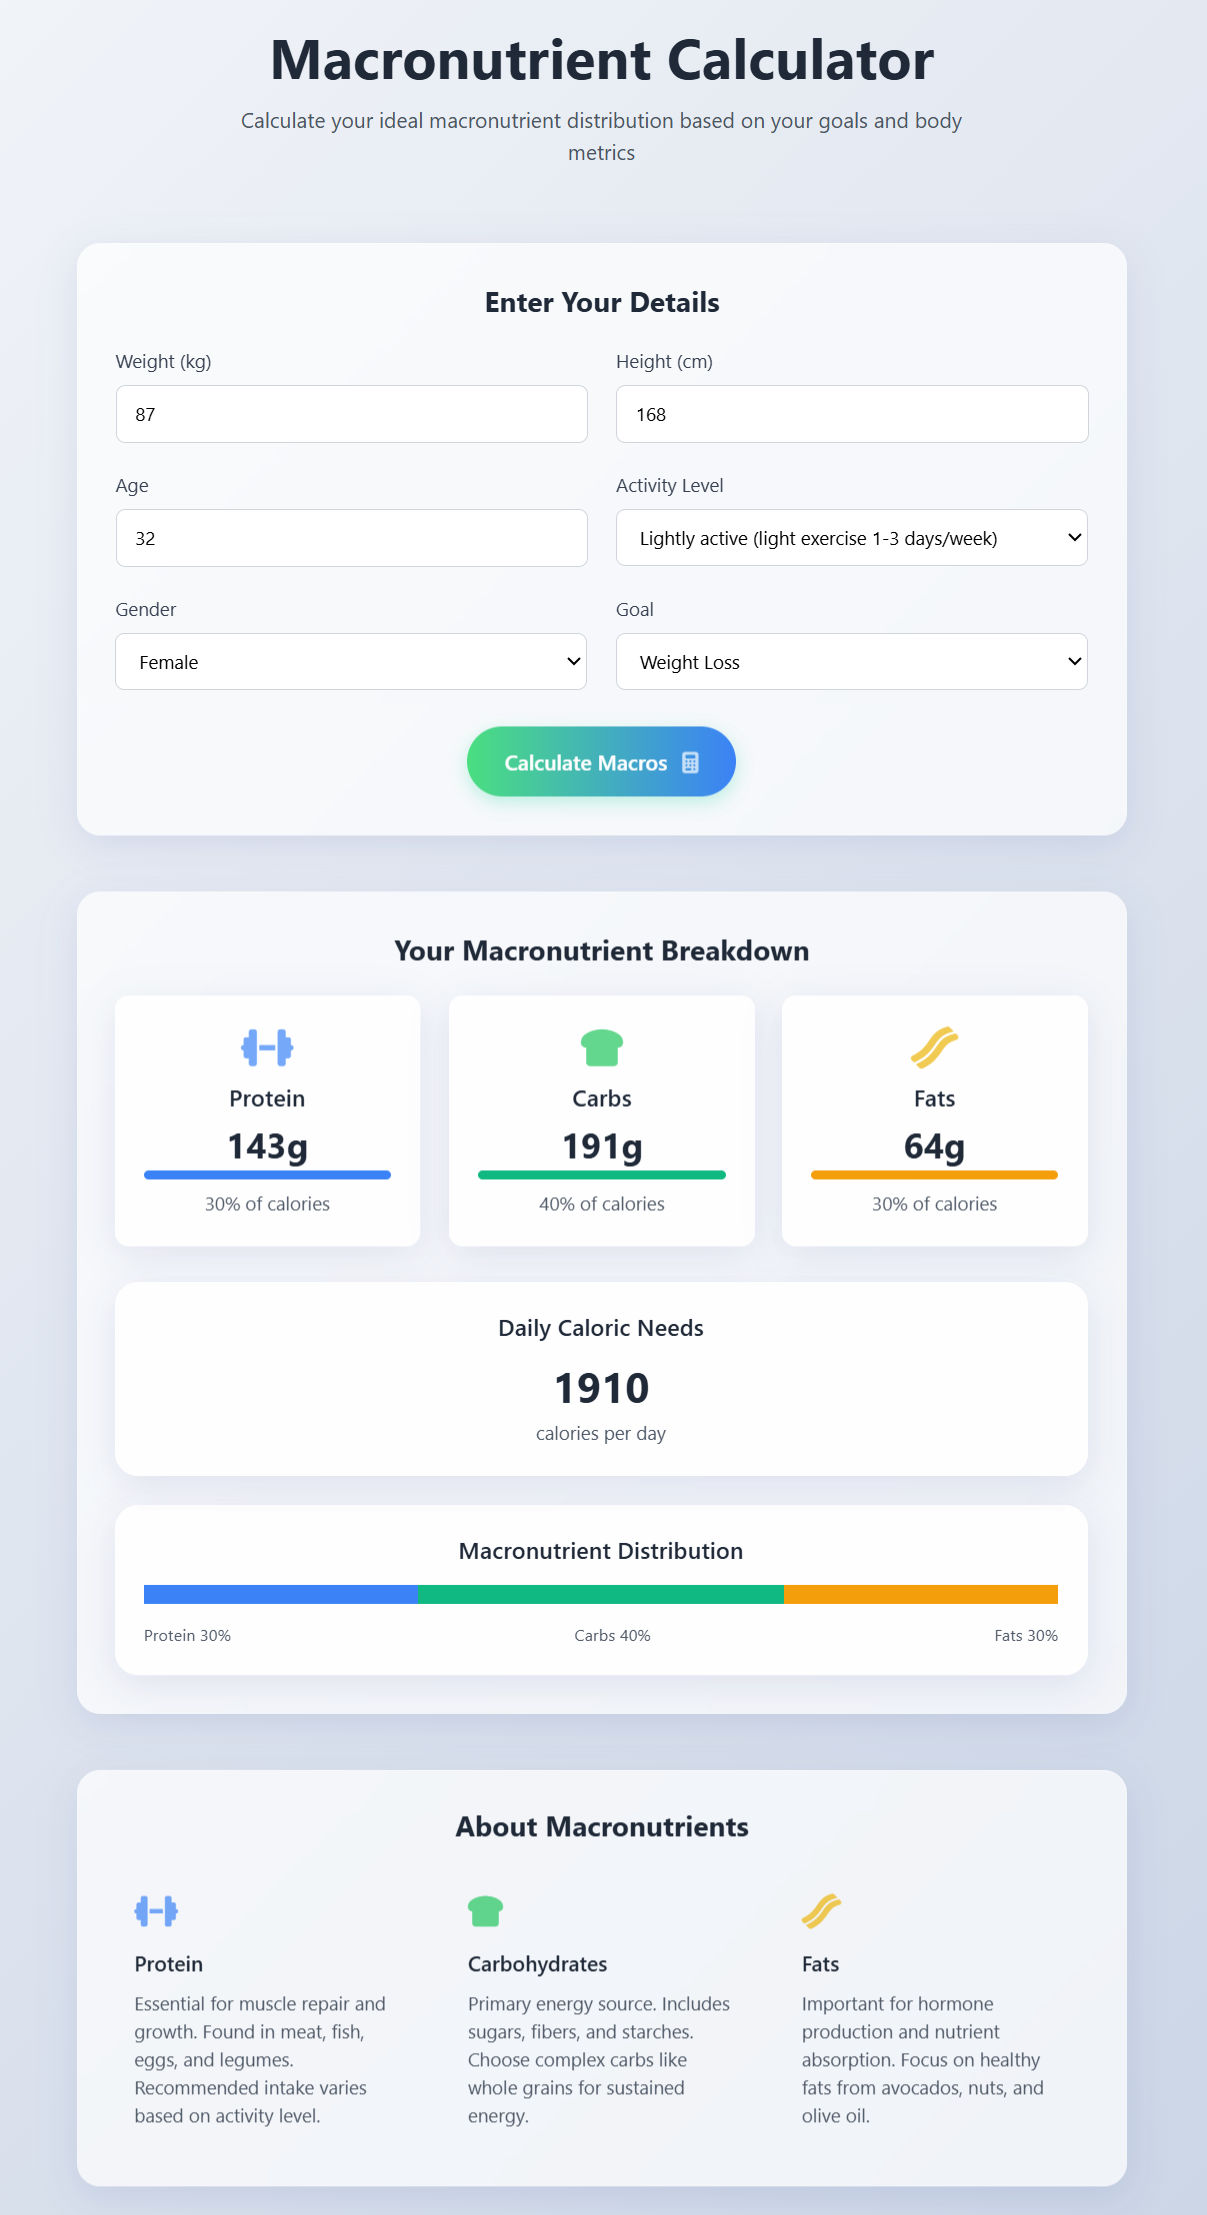 Macronutrient Calculator
Calculate your ideal macronutrient distribution based on your goals and body
metrics
Enter Your Details
Weight (kg)
Height (cm)
87
168
Age
Activity Level
32
Lightly active (light exercise 1-3 days/week)
Gender
Goal
Female
Weight Loss
Calculate Macros
Your Macronutrient Breakdown
Protein
143g
30% of calories
Carbs
191g
40% of calories
Fats
64g
30% of calories
Daily Caloric Needs
1910
calories per day
Macronutrient Distribution
Protein 30%
Carbs 40%
Fats 30%
About Macronutrients
Protein
Essential for muscle repair and
growth. Found in meat, fish,
eggs, and legumes.
Recommended intake varies
based on activity level.
Carbohydrates
Primary energy source. Includes
sugars, fibers, and starches.
Choose complex carbs like
whole grains for sustained
energy.
Fats
Important for hormone
production and nutrient
absorption. Focus on healthy
fats from avocados, nuts, and
olive oil.